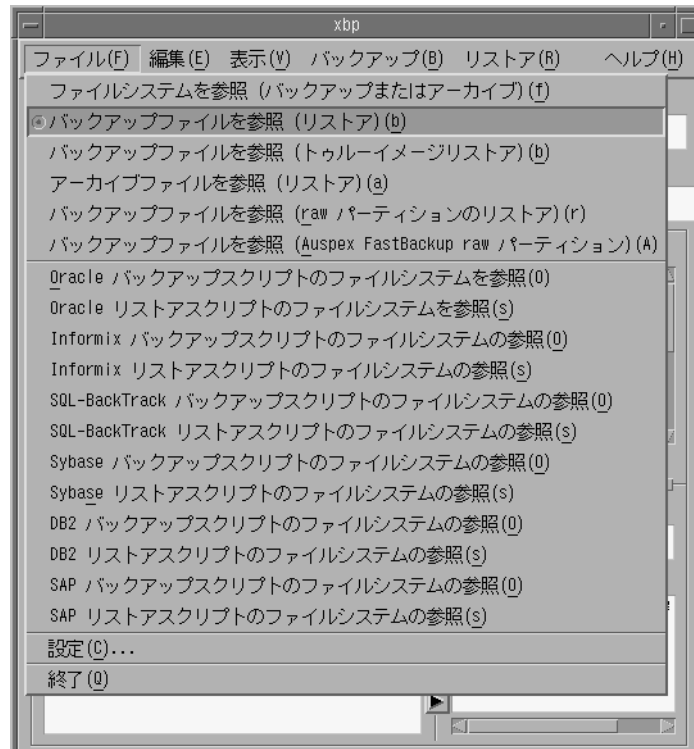 xbp
ファイル(F) 編集(E) 表示(V) バックアップ(B) リストア(R) ヘルプ(H)
ファイルシステムを参照 (バックアップまたはアーカイブ)(f)
バックアップファイルを参照 (リストア)(b)
バックアップファイルを参照 (トゥルーイメージリストア)(b)
アーカイブファイルを参照 (リストア)(a)
バックアップファイルを参照 (raw パーティションのリストア)(r)
バックアップファイルを参照 (Auspex FastBackup raw パーティション)(A)
Oracle バックアップスクリプトのファイルシステムを参照(O)
Oracle リストアスクリプトのファイルシステムを参照(s)
Informix バックアップスクリプトのファイルシステムの参照(O)
Informix リストアスクリプトのファイルシステムの参照(s)
SQL-BackTrack バックアップスクリプトのファイルシステムの参照(O)
SQL-BackTrack リストアスクリプトのファイルシステムの参照(s)
Sybase バックアップスクリプトのファイルシステムの参照(O)
Sybase リストアスクリプトのファイルシステムの参照(s)
DB2 バックアップスクリプトのファイルシステムの参照(O)
DB2 リストアスクリプトのファイルシステムの参照(s)
SAP バックアップスクリプトのファイルシステムの参照(O)
SAP リストアスクリプトのファイルシステムの参照(s)
設定(C)...
終了(Q)